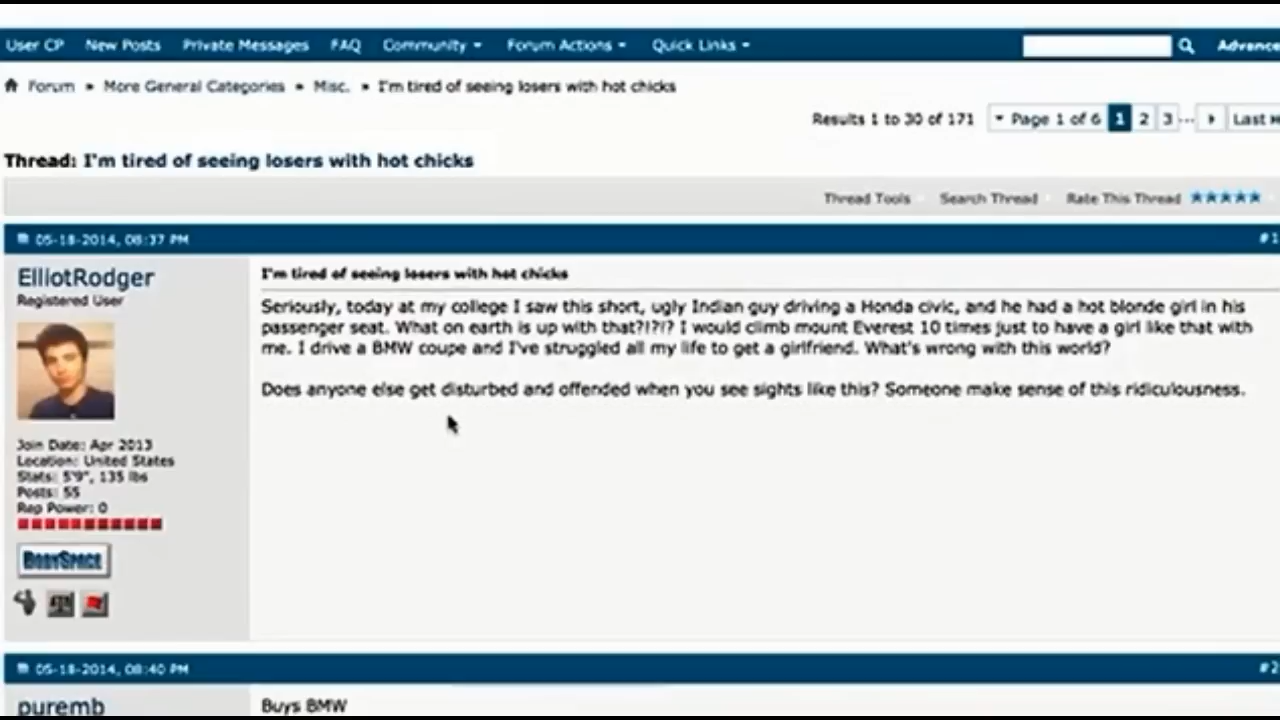 User CP New Posts Private Messages FAQ Community Forum Actions Quick Links Advance
Forum More General Categories Misc. I'm tired of seeing losers with hot chicks
Results 1 to 30 of 171 Page 1 of 6 1 2 3 ... Last
Thread: I'm tired of seeing losers with hot chicks
Thread Tools Search Thread Rate This Thread
05-18-2014, 08:37 PM #1
ElliotRodger
Registered User
I'm tired of seeing losers with hot chicks
Seriously, today at my college I saw this short, ugly Indian guy driving a Honda civic, and he had a hot blonde girl in his
passenger seat. What on earth is up with that?!?!? I would climb mount Everest 10 times just to have a girl like that with
me. I drive a BMW coupe and I've struggled all my life to get a girlfriend. What's wrong with this world?
Does anyone else get disturbed and offended when you see sights like this? Someone make sense of this ridiculousness.
Join Date: Apr 2013
Location: United States
Stats: 5'9", 135 lbs
Posts: 55
Rep Power: 0
BODYSPACE
05-18-2014, 08:40 PM #2
puremb
Buys BMW